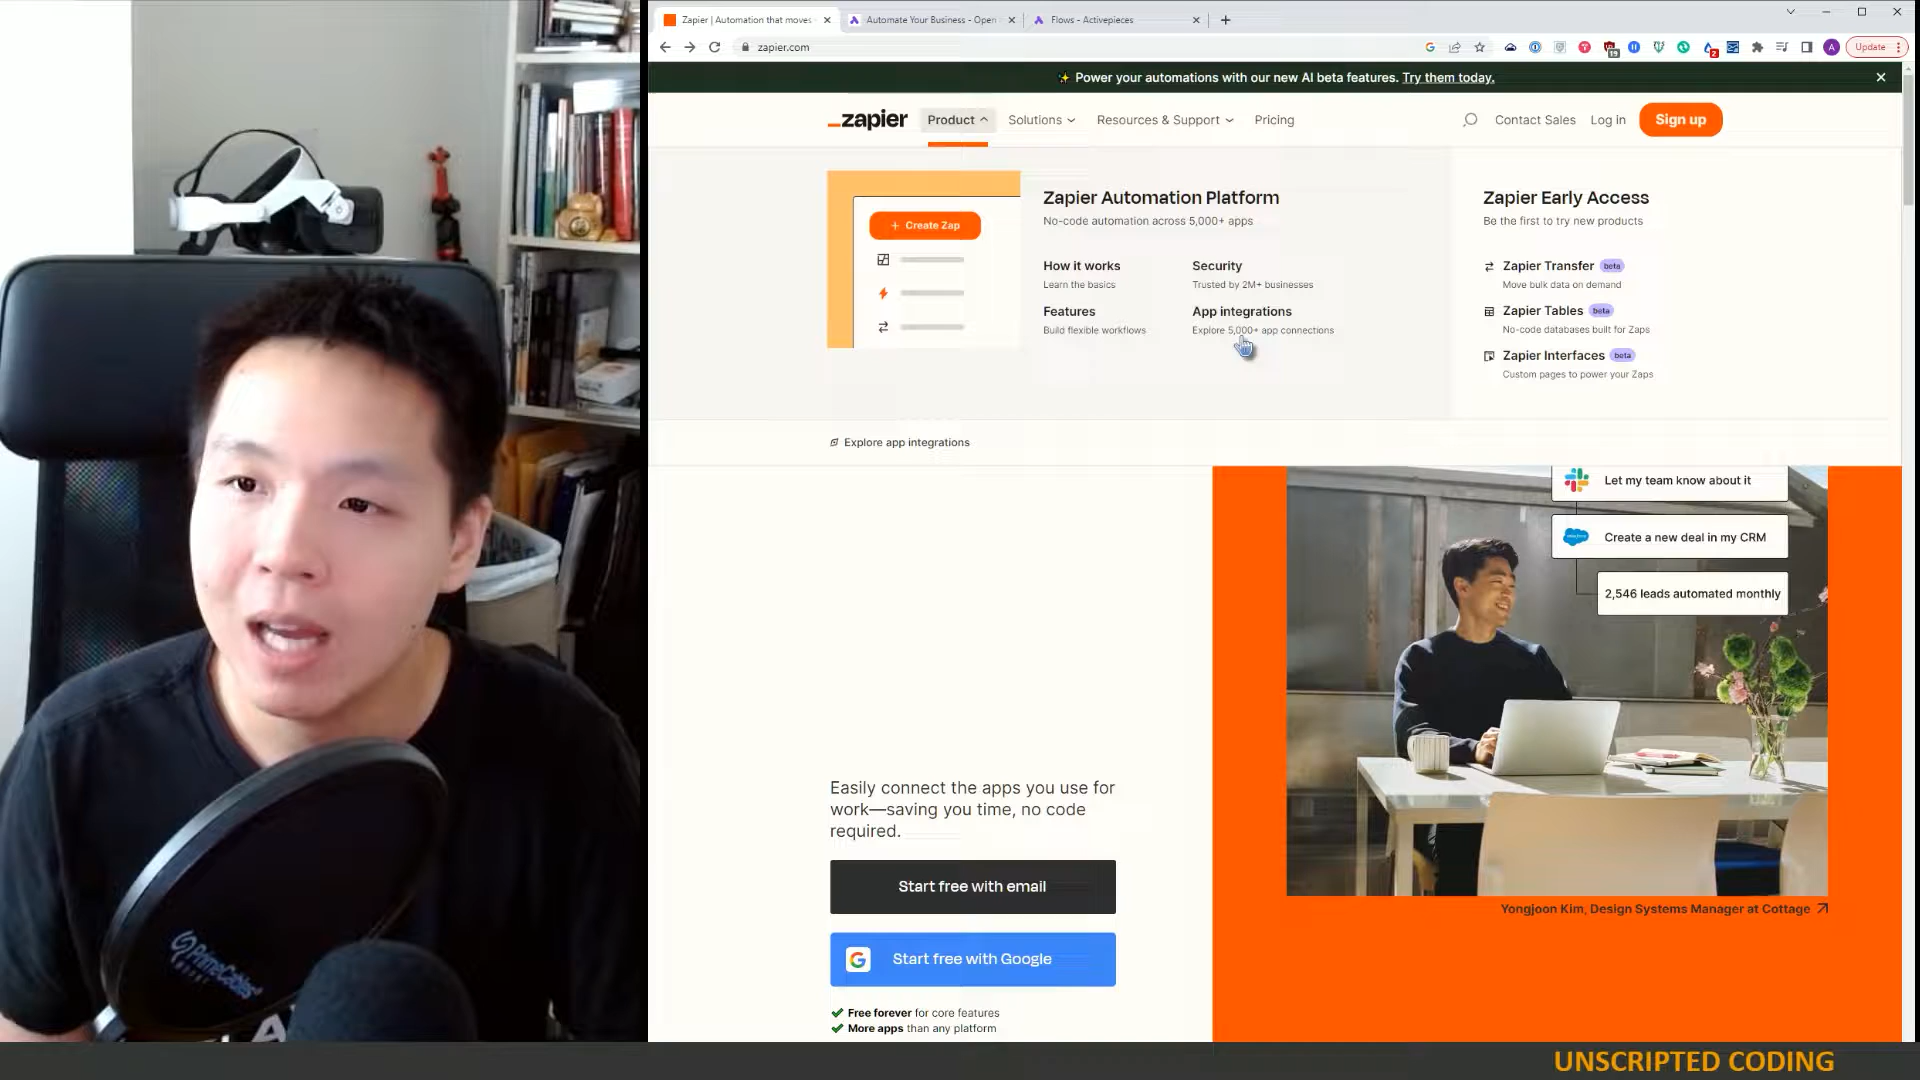 Zapier | Automation that moves
Automate Your Business - Open
Flows - Activepieces
zapier.com
19
2
A
Update
Power your automations with our new AI beta features. Try them today.
zapier
Product
Solutions
Resources & Support
Pricing
Contact Sales
Log in
Sign up
+ Create Zap
Zapier Automation Platform
No-code automation across 5,000+ apps
How it works
Learn the basics
Features
Build flexible workflows
Security
Trusted by 2M+ businesses
App integrations
Explore 5,000+ app connections
Zapier Early Access
Be the first to try new products
Zapier Transfer beta
Move bulk data on demand
Zapier Tables beta
No-code databases built for Zaps
Zapier Interfaces beta
Custom pages to power your Zaps
Explore app integrations
Let my team know about it
Create a new deal in my CRM
2,546 leads automated monthly
Easily connect the apps you use for
work—saving you time, no code
required.
Start free with email
Start free with Google
Free forever for core features
More apps than any platform
Yongjoon Kim, Design Systems Manager at Cottage
PrimeCables
UNSCRIPTED CODING